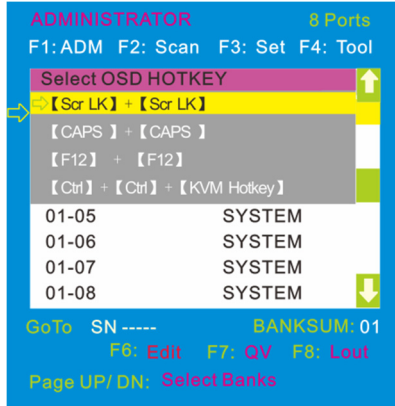 ADMINISTRATOR 8 Ports
F1: ADM F2: Scan F3: Set F4: Tool
Select OSD HOTKEY
【Scr LK】+【Scr LK】
【CAPS 】+【CAPS 】
【F12】 + 【F12】
【Ctrl】+【Ctrl】+【KVM Hotkey】
01-05 SYSTEM
01-06 SYSTEM
01-07 SYSTEM
01-08 SYSTEM
GoTo SN ----- BANKSUM: 01
F6: Edit F7: QV F8: Lout
Page UP/ DN: Select Banks